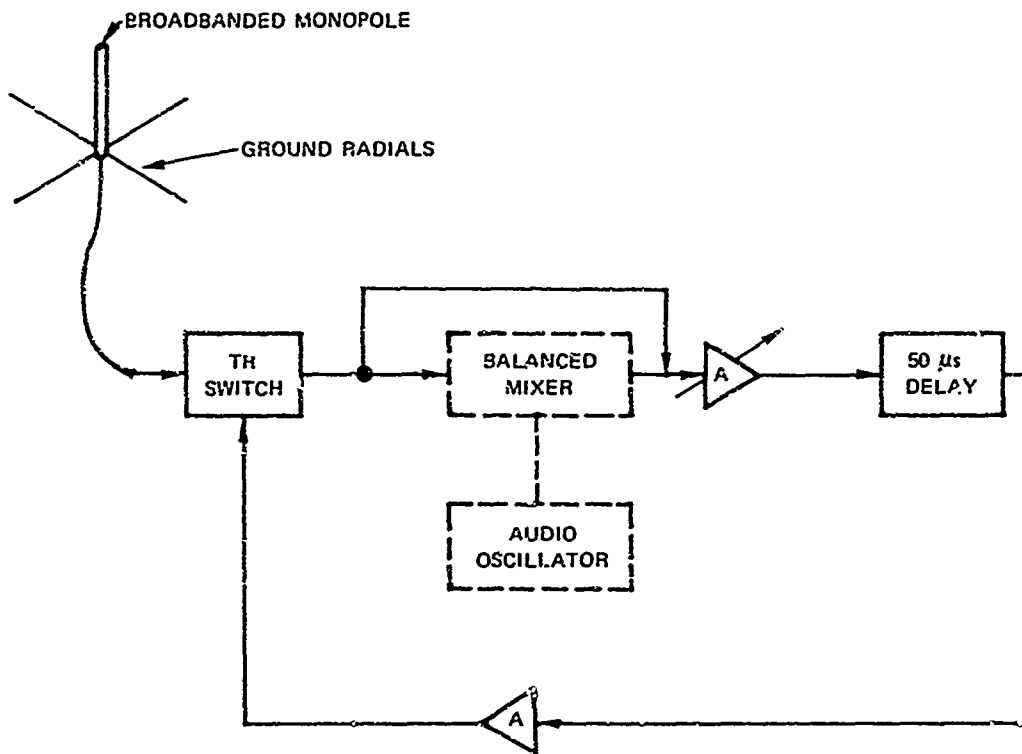 BROADBANDED MONOPOLE
GROUND RADIALS
TR
SWITCH
BALANCED
MIXER
A
50 μs
DELAY
AUDIO
OSCILLATOR
A